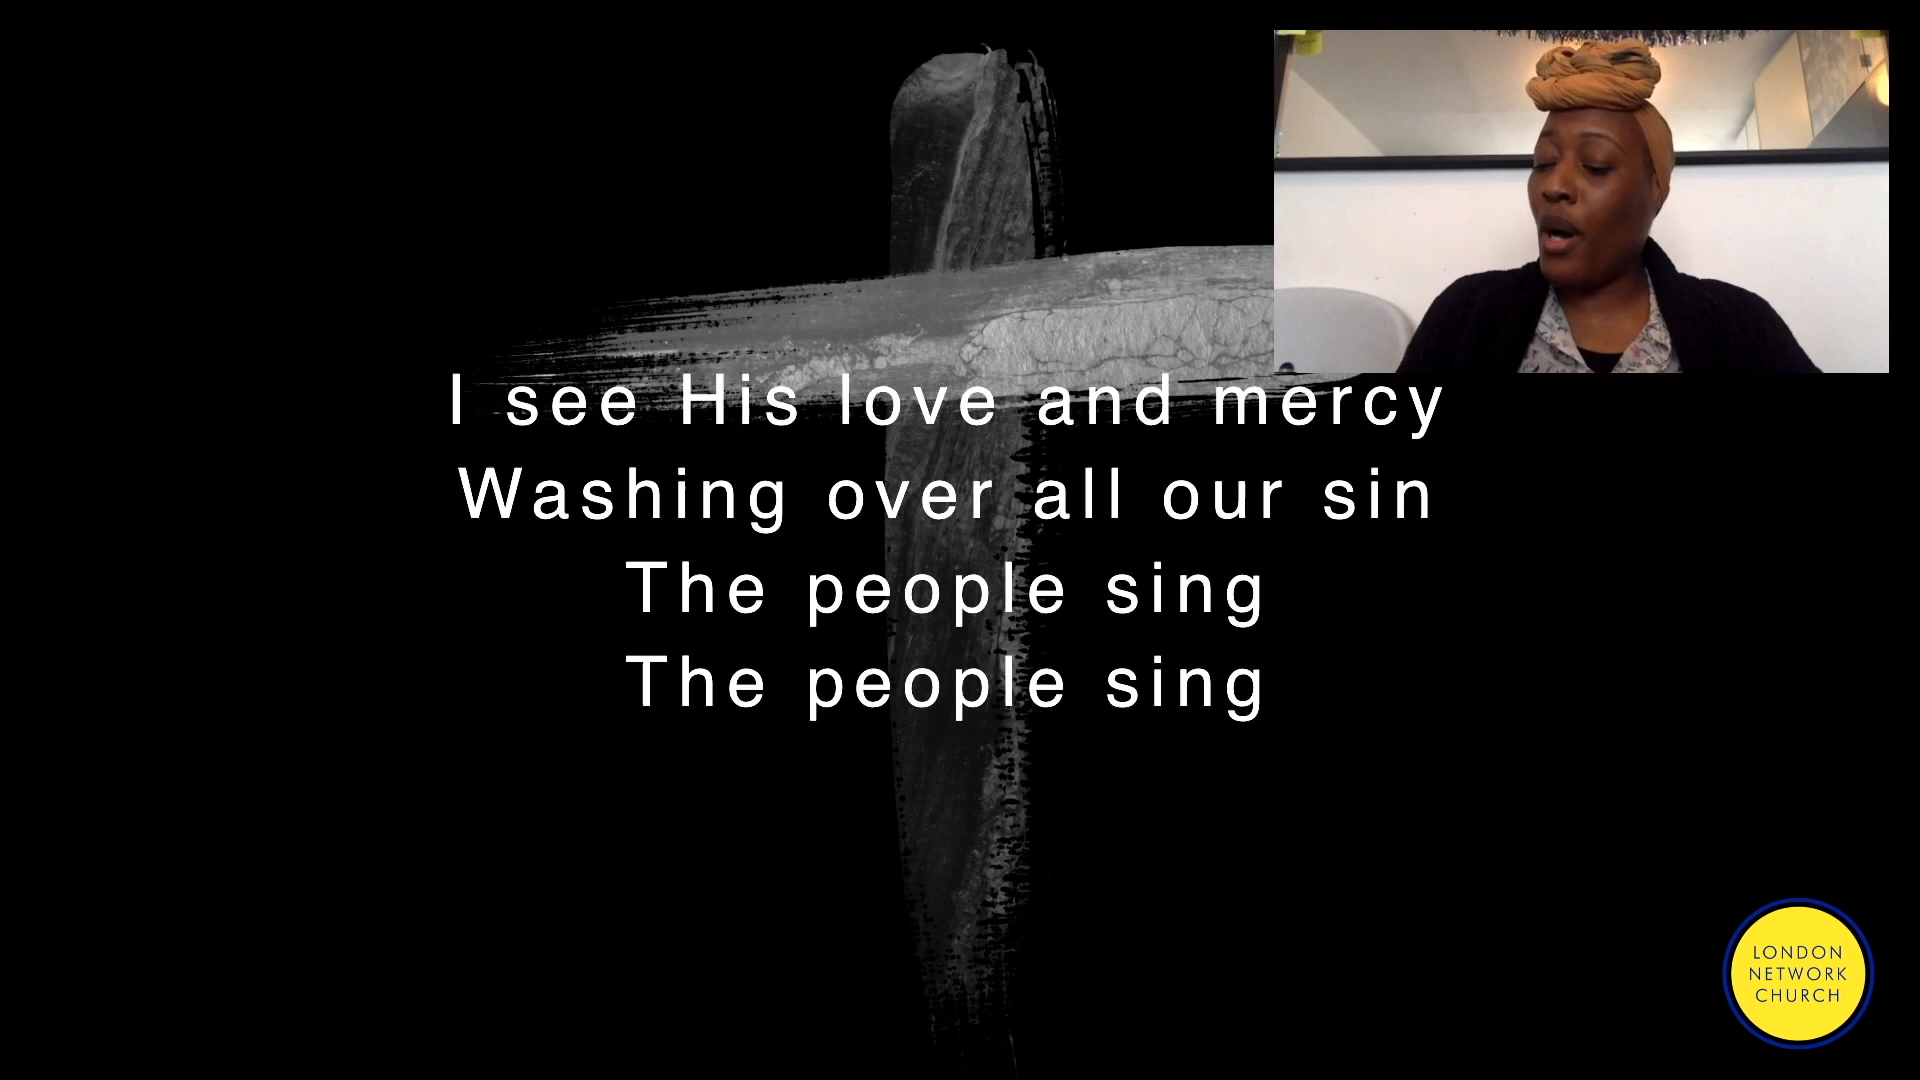 I see His love and mercy
Washing over all our sin
The people sing
The people sing
LONDON
NETWORK
CHURCH